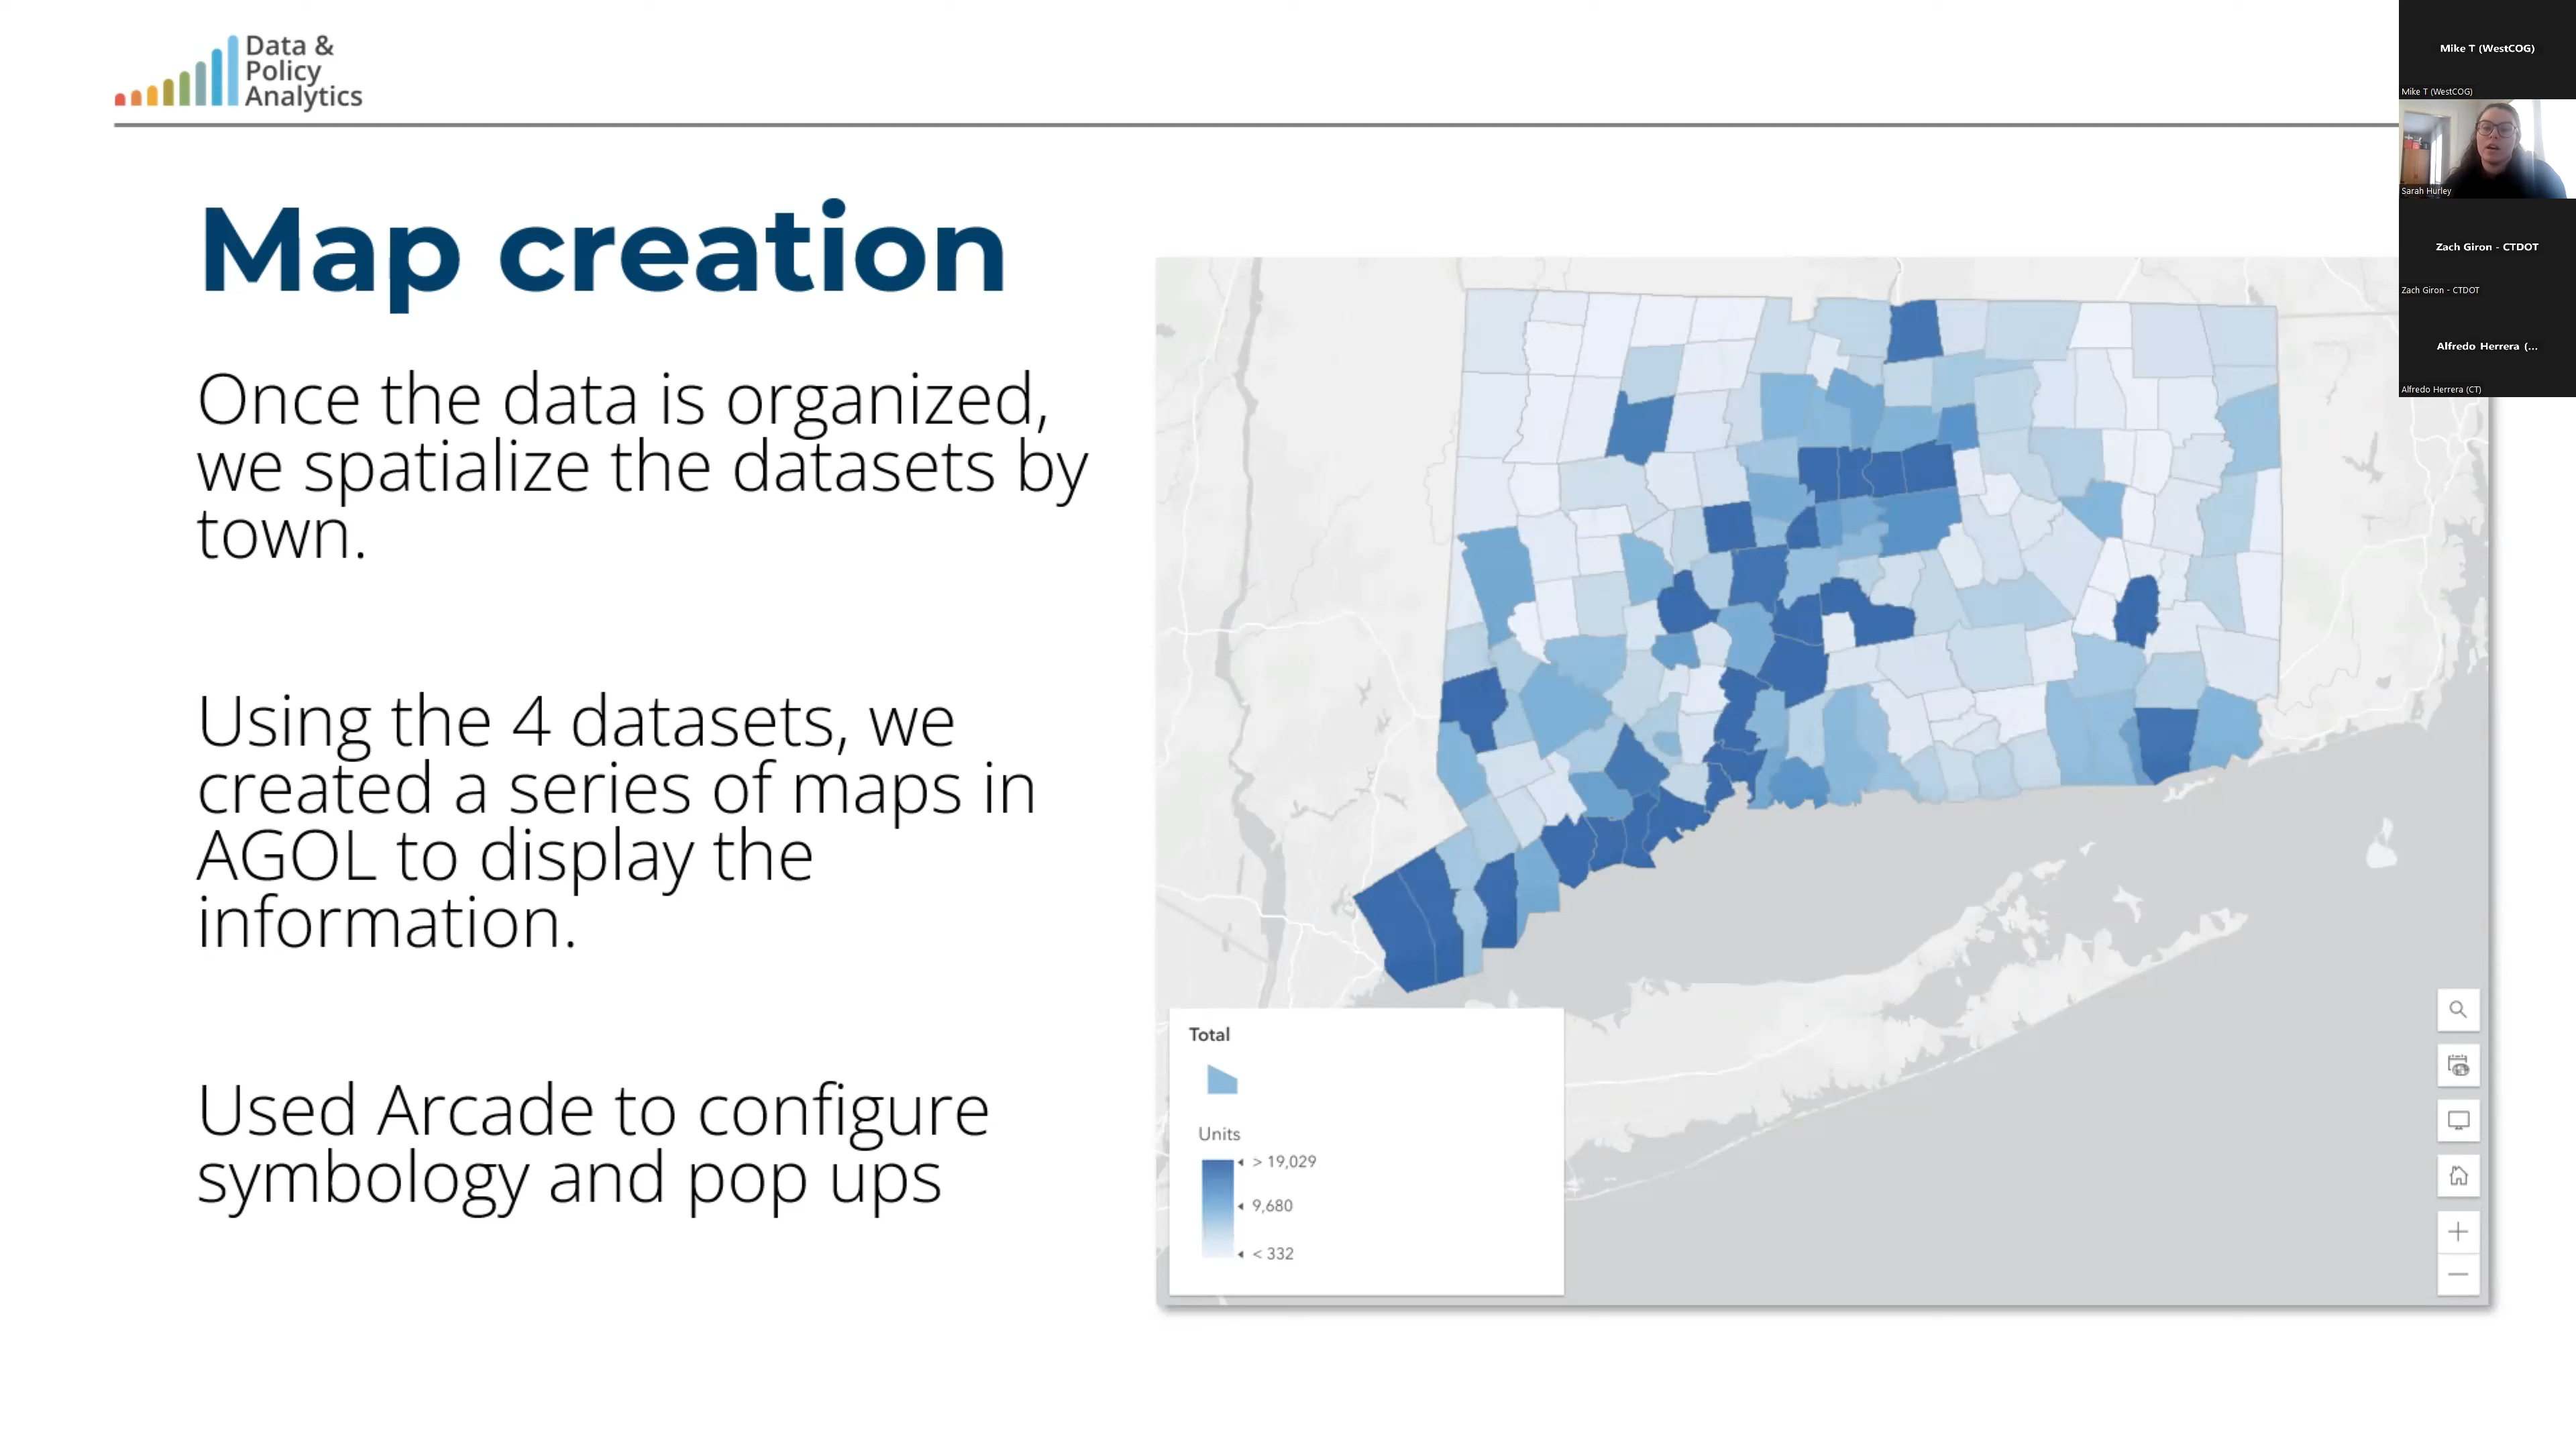 Data &
Policy
Analytics
Map creation
Once the data is organized,
we spatialize the datasets by
town.
Using the 4 datasets, we
created a series of maps in
AGOL to display the
information.
Used Arcade to configure
symbology and pop ups
Total
Units
> 19,029
9,680
< 332
Mike T (WestCOG)
Mike T (WestCOG)
Sarah Hurley
Zach Giron - CTDOT
Zach Giron - CTDOT
Alfredo Herrera (...
Alfredo Herrera (CT)